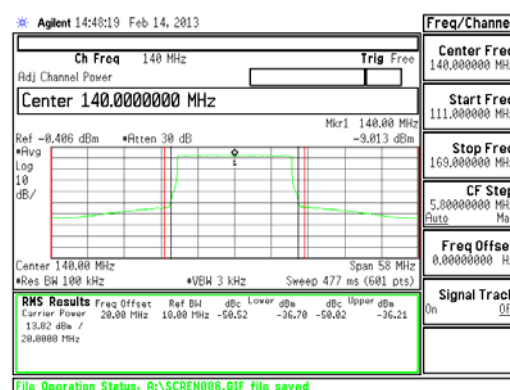 Agilent 14:48:19 Feb 14, 2013
Freq/Channe
Ch Freq 140 MHz Trig Free
Adj Channel Power
Center 140.0000000 MHz
Mkr1 140.00 MHz
Ref -0.406 dBm *Atten 30 dB -9.013 dBm
*Avg
Log
10
dB/
1
Center 140.00 MHz Span 58 MHz
*Res BW 100 kHz *VBW 3 kHz Sweep 477 ms (601 pts)
RMS Results Freq Offset Ref BW dBc Lower dBm dBc Upper dBm
Carrier Power 20.00 MHz 10.00 MHz -50.52 -36.70 -50.02 -36.21
13.82 dBm /
20.0000 MHz
Center Freq
140.000000 MHz
Start Freq
111.000000 MHz
Stop Freq
169.000000 MHz
CF Step
5.80000000 MHz
Auto Ma
Freq Offse
0.00000000 Hz
Signal Track
On Of
File Operation Status, A:\SCREN006.GIF file saved